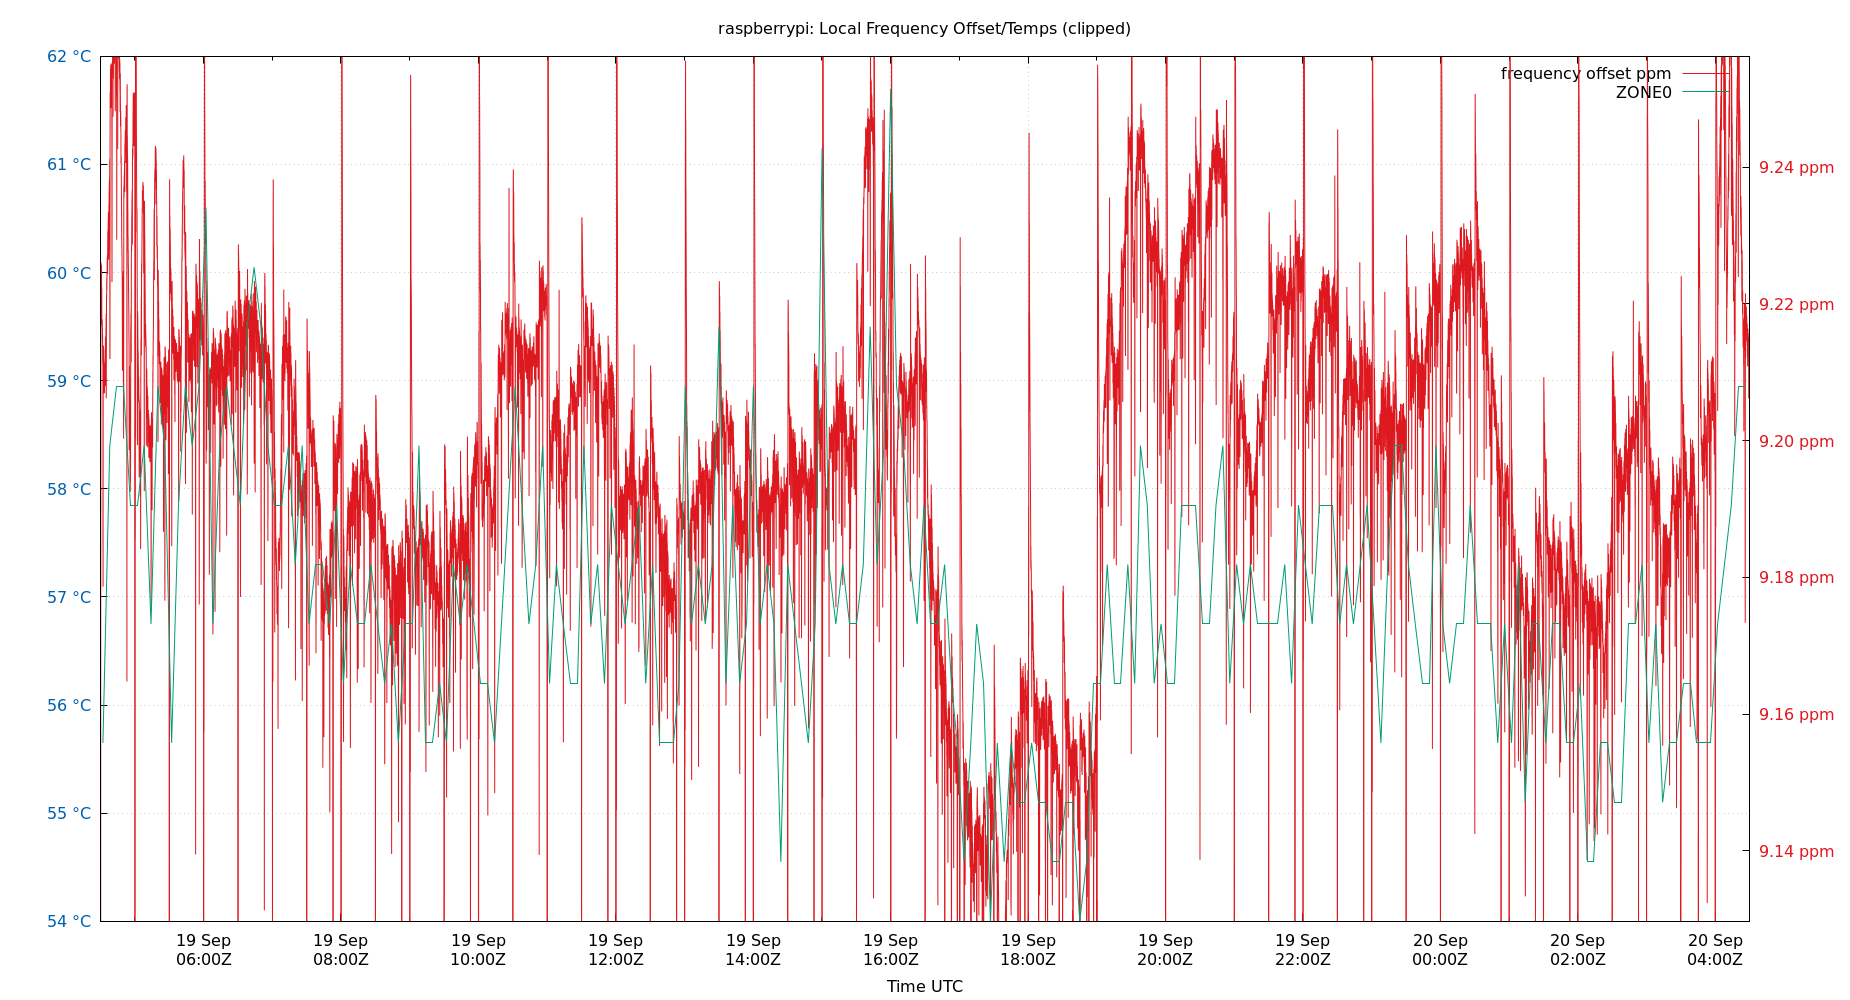 raspberrypi: Local Frequency Offset/Temps (clipped)
62 °C
61 °C
60 °C
59 °C
58 °C
57 °C
56 °C
55 °C
54 °C
frequency offset ppm
ZONE0
9.24 ppm
9.22 ppm
9.20 ppm
9.18 ppm
9.16 ppm
9.14 ppm
19 Sep 19 Sep 19 Sep 19 Sep 19 Sep 19 Sep 19 Sep 19 Sep 19 Sep 20 Sep 20 Sep 20 Sep
06:00Z 08:00Z 10:00Z 12:00Z 14:00Z 16:00Z 18:00Z 20:00Z 22:00Z 00:00Z 02:00Z 04:00Z
Time UTC